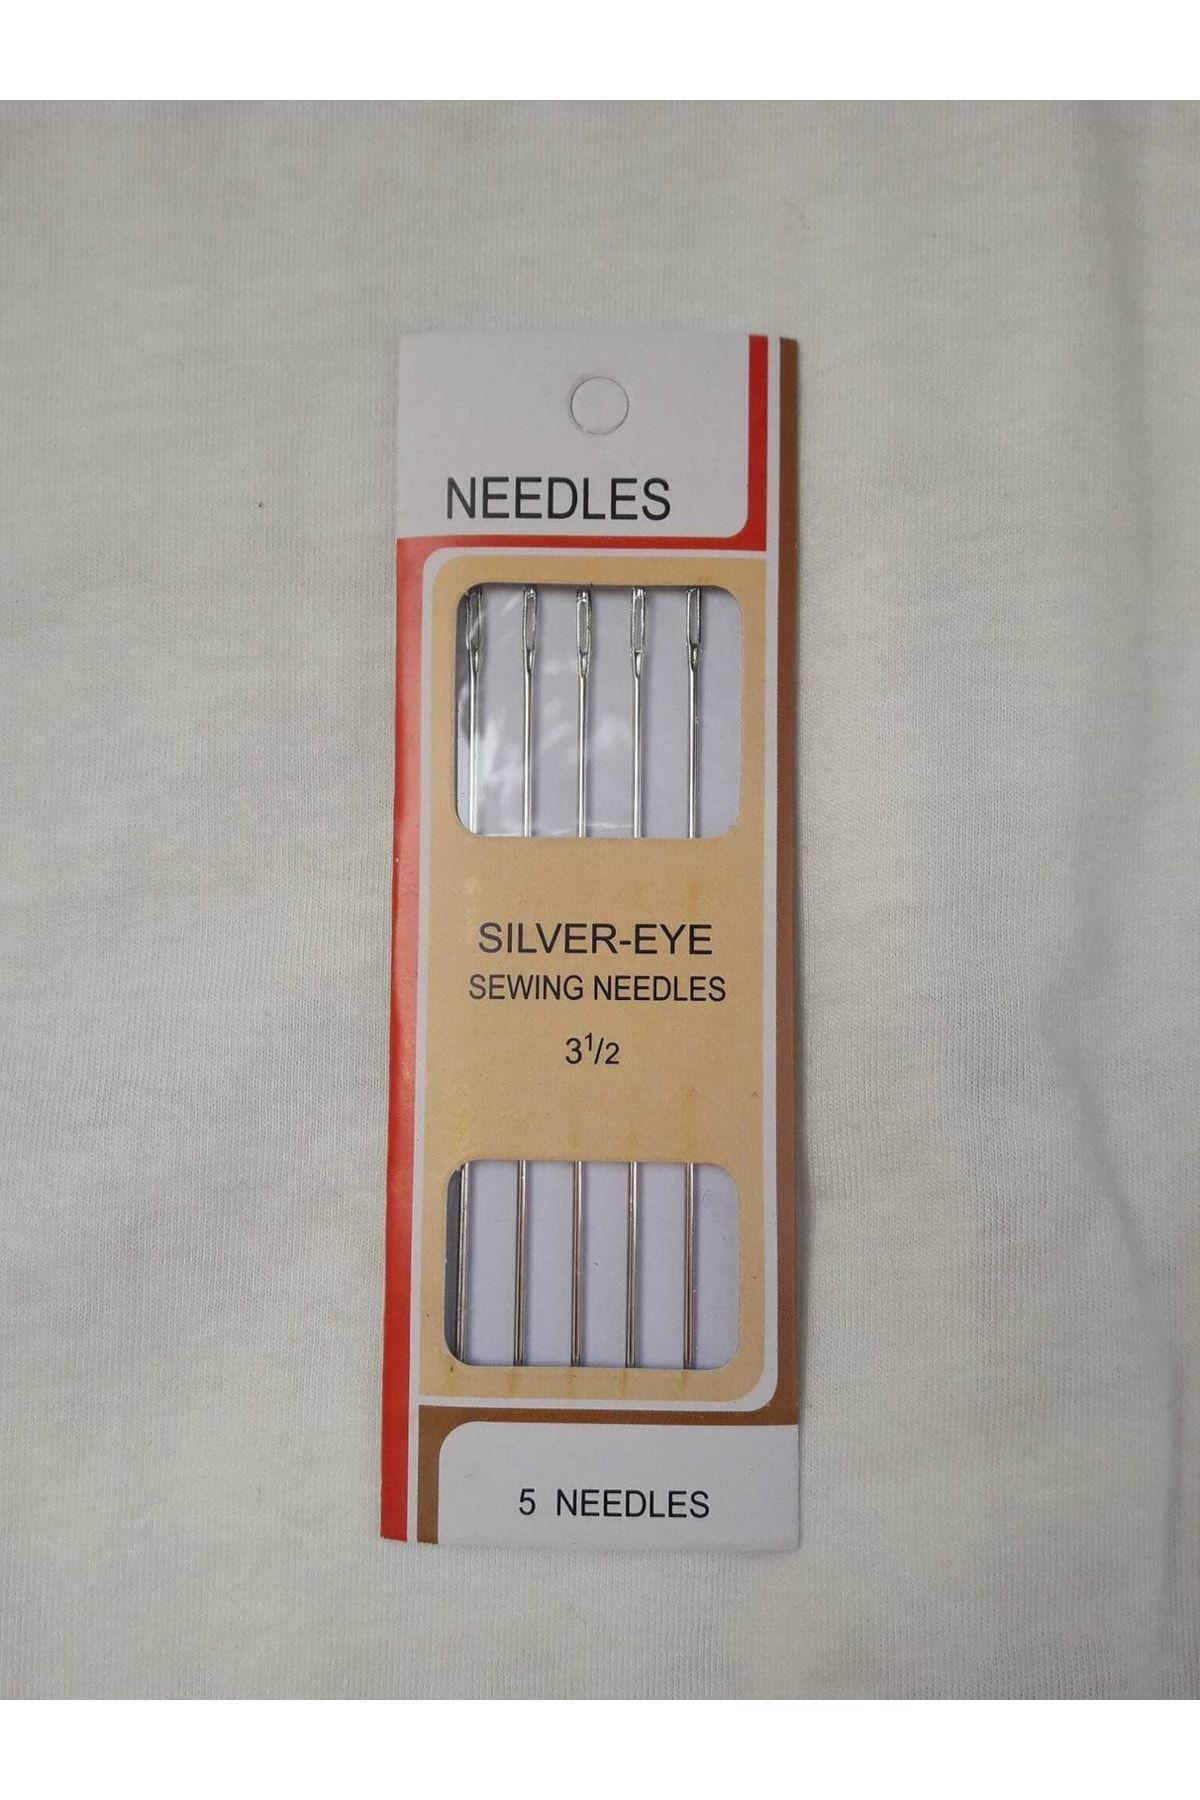 NEEDLES
SILVER-EYE
SEWING NEEDLES
3 1/2
5 NEEDLES